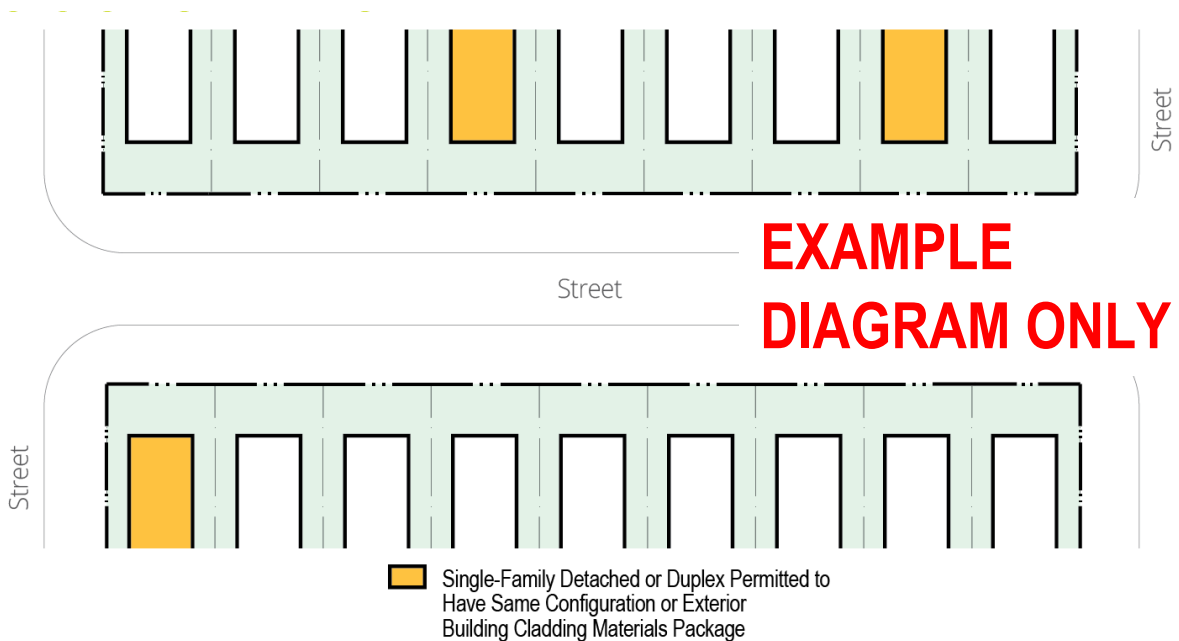 Street
EXAMPLE
DIAGRAM ONLY
Street
Street
Single-Family Detached or Duplex Permitted to
Have Same Configuration or Exterior
Building Cladding Materials Package